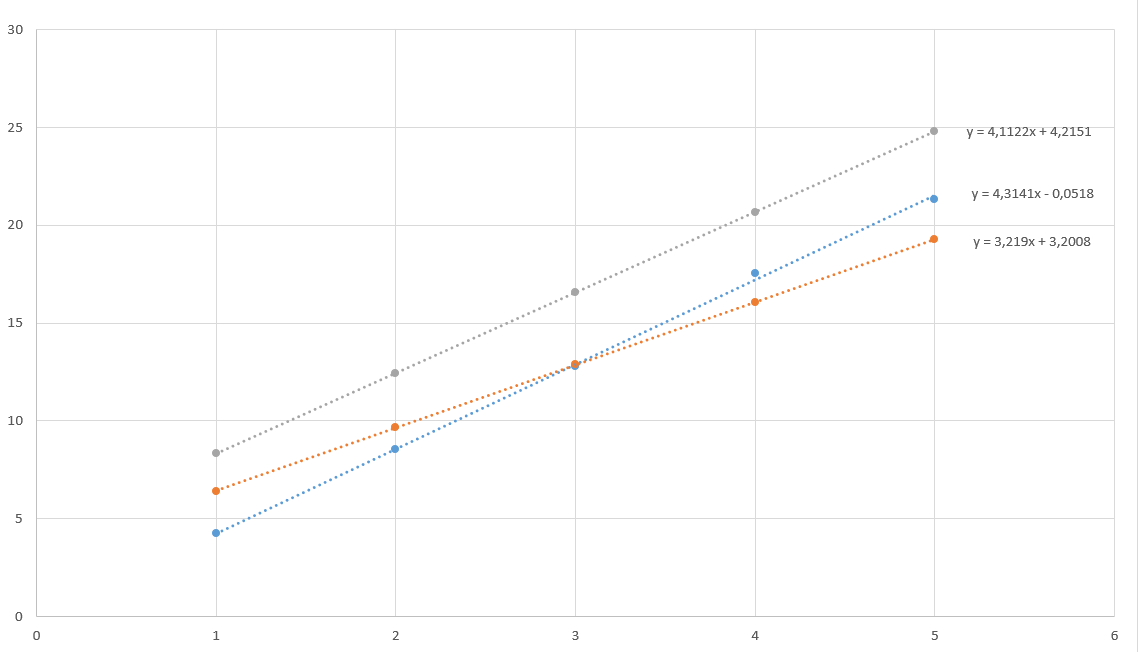 30
25
y = 4,1122x + 4,2151
y = 4,3141x - 0,0518
20
y = 3,219x + 3,2008
15
10
5
0
0 1 2 3 4 5 6